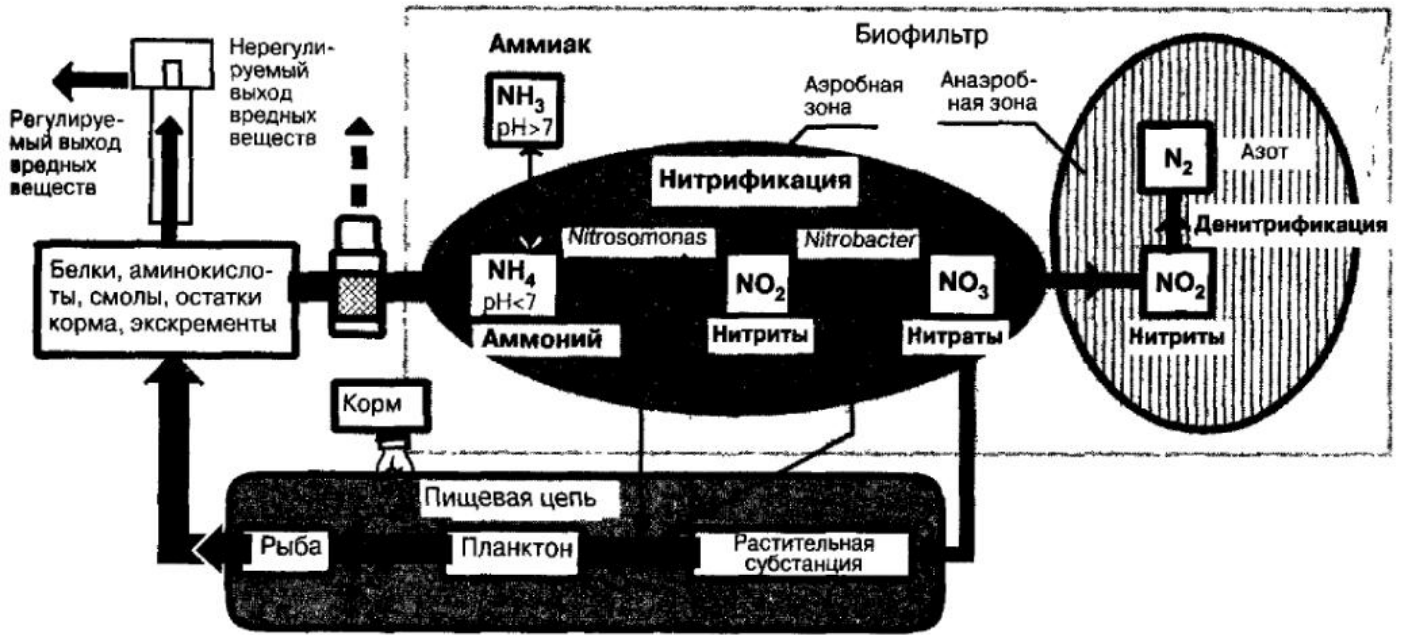 Нерегули-
руемый
выход
вредных
веществ
Регулируе-
мый выход
вредных
веществ
Аммиак
NH3
pH>7
Биофильтр
Аэробная
зона
Анаэроб-
ная зона
N2
Азот
Нитрификация
Денитрификация
Nitrosomonas
Nitrobacter
Белки, аминокисло-
ты, смолы, остатки
корма, экскременты
NH4
pH<7
Аммоний
NO2
Нитриты
NO3
Нитраты
NO2
Нитриты
Корм
Пищевая цепь
Рыба
Планктон
Растительная
субстанция